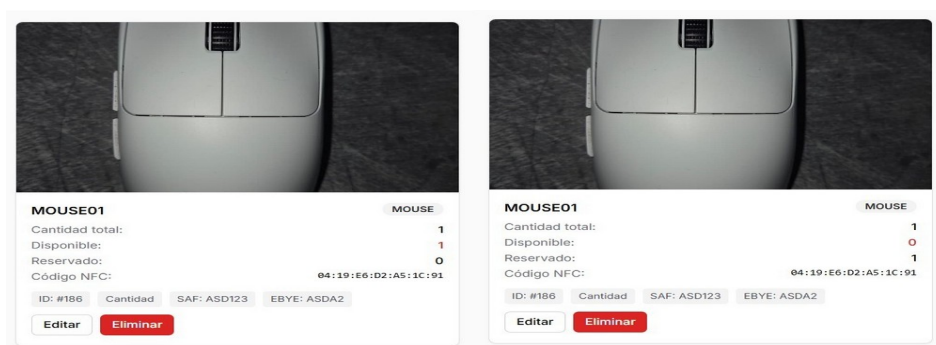 MOUSE01 MOUSE
Cantidad total: 1
Disponible: 1
Reservado: 0
Código NFC: 04:19:E6:D2:A5:1C:91
ID: #186 Cantidad SAF: ASD123 EBYE: ASDA2
Editar Eliminar
MOUSE01 MOUSE
Cantidad total: 1
Disponible: 0
Reservado: 1
Código NFC: 04:19:E6:D2:A5:1C:91
ID: #186 Cantidad SAF: ASD123 EBYE: ASDA2
Editar Eliminar